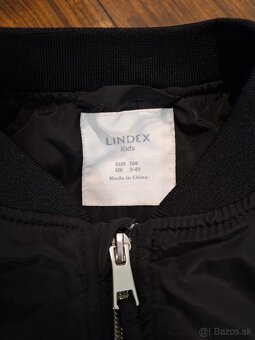 LINDEX
Kids
EUR 104
UK 3-4Y
Made in China
Bazos.sk